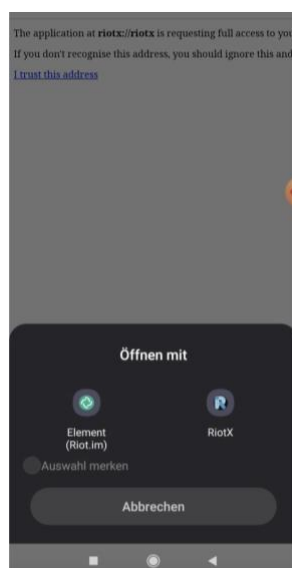 The application at riotx://riotx is requesting full access to you
If you don't recognise this address, you should ignore this and
I trust this address
Öffnen mit
Element
(Riot.im)
RiotX
Auswahl merken
Abbrechen